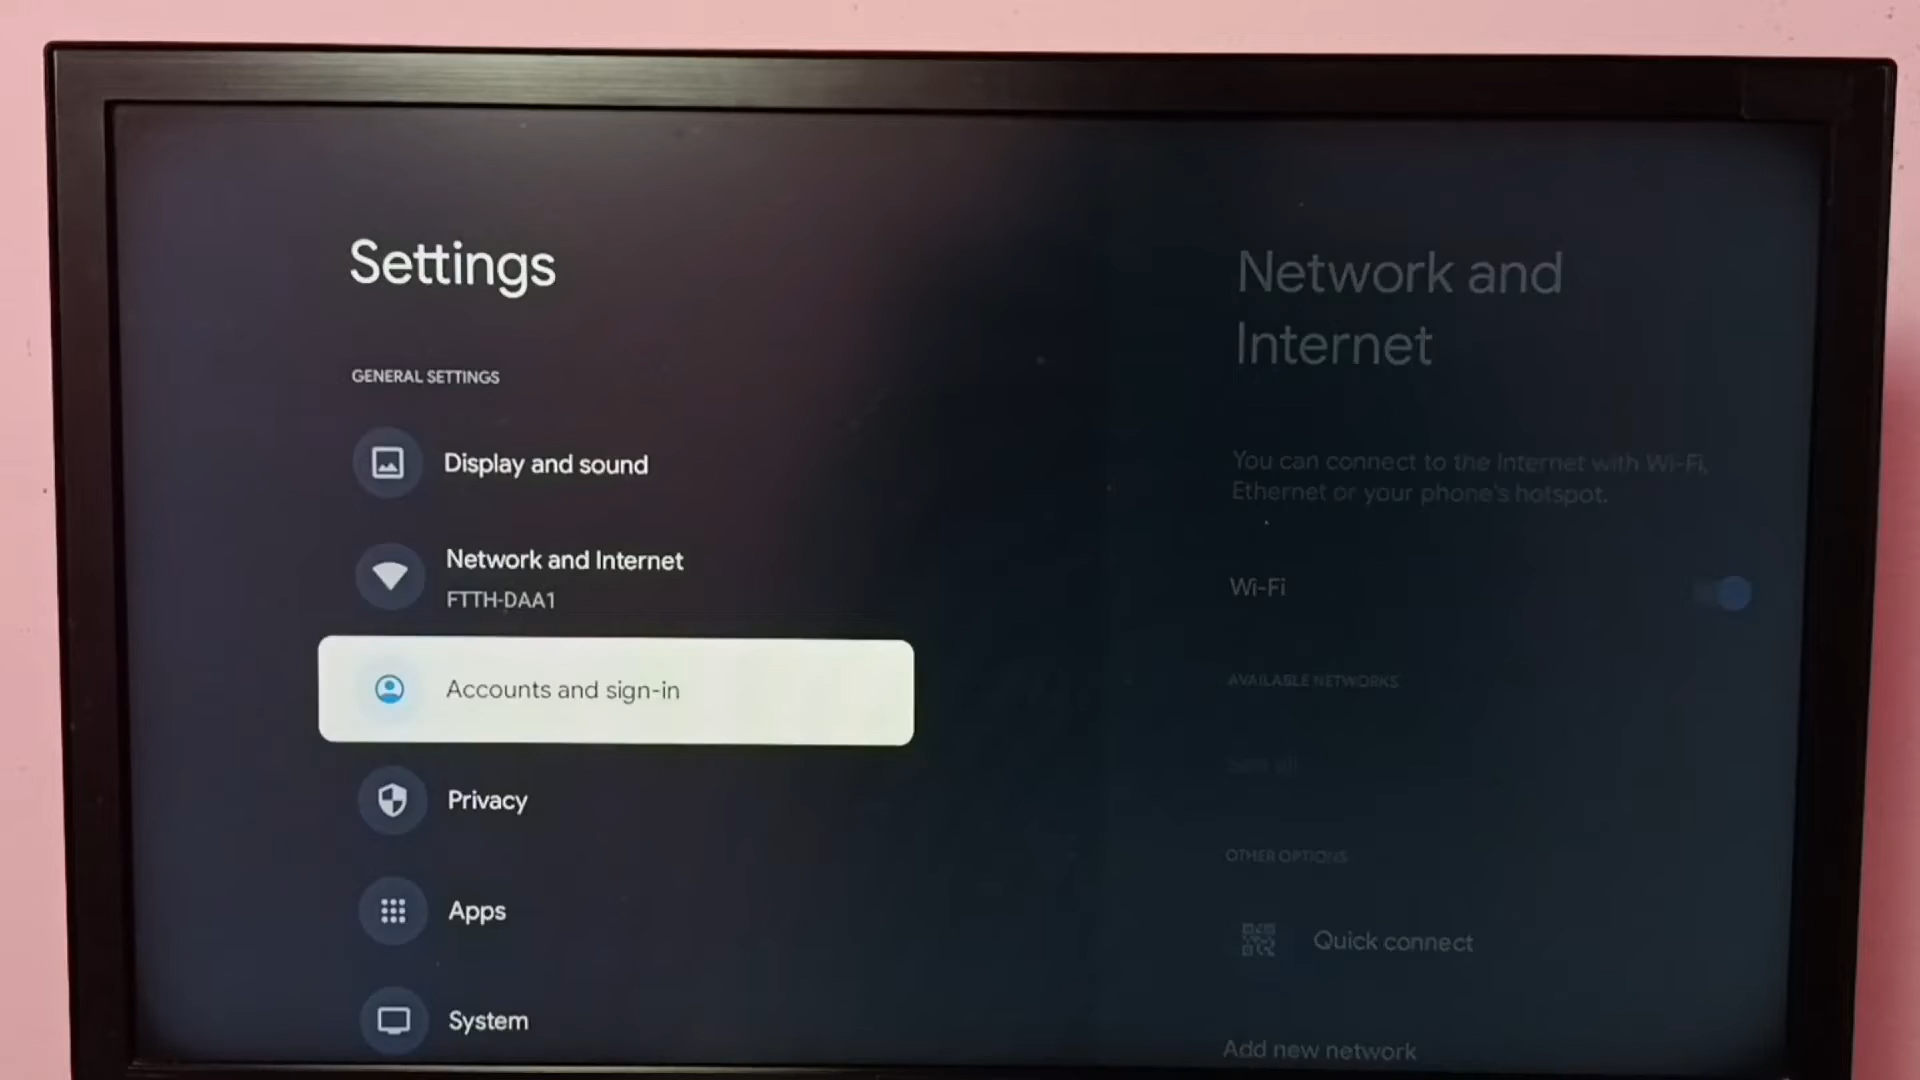 Settings
GENERAL SETTINGS
Display and sound
Network and Internet
FTTH-DAA1
Accounts and sign-in
Privacy
Apps
System
Network and
Internet
You can connect to the Internet with Wi-Fi,
Ethernet or your phone's hotspot.
Wi-Fi
AVAILABLE NETWORKS
See all
OTHER OPTIONS
Quick connect
Add new network